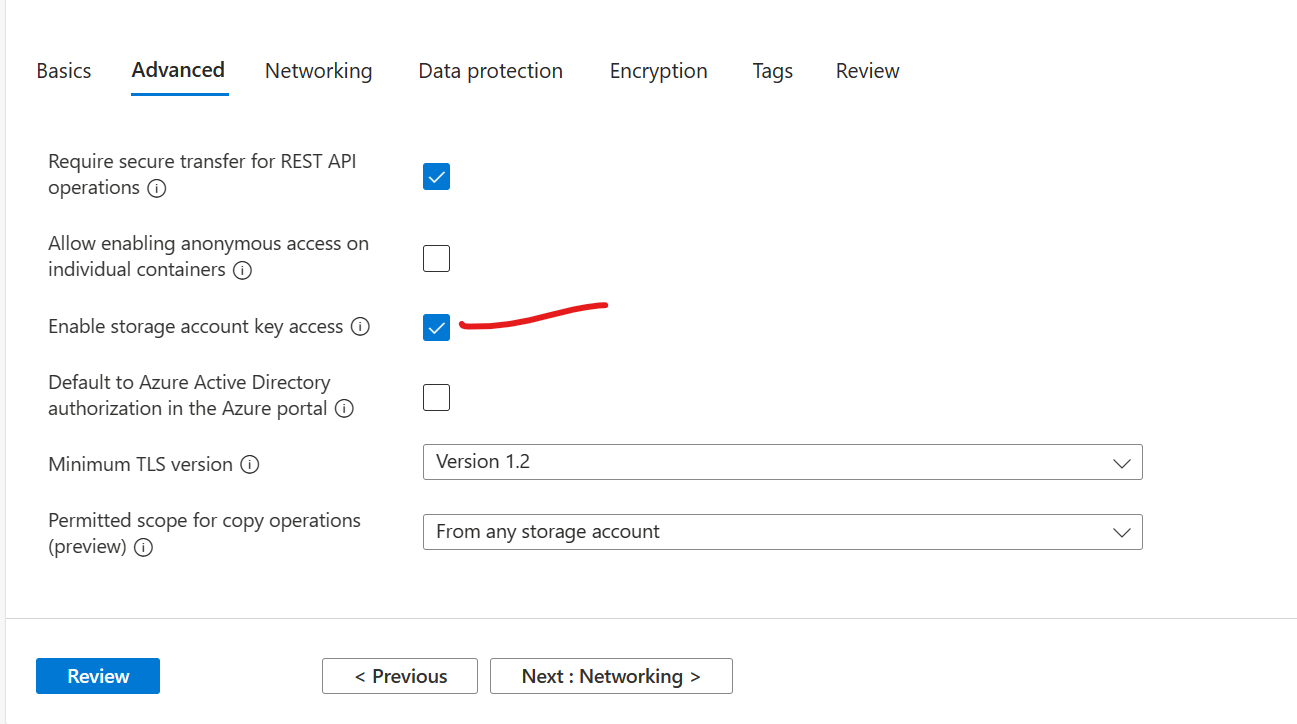 Basics Advanced Networking Data protection Encryption Tags Review
Require secure transfer for REST API
operations
Allow enabling anonymous access on
individual containers
Enable storage account key access
Default to Azure Active Directory
authorization in the Azure portal
Minimum TLS version
Version 1.2
Permitted scope for copy operations
(preview)
From any storage account
Review < Previous Next : Networking >